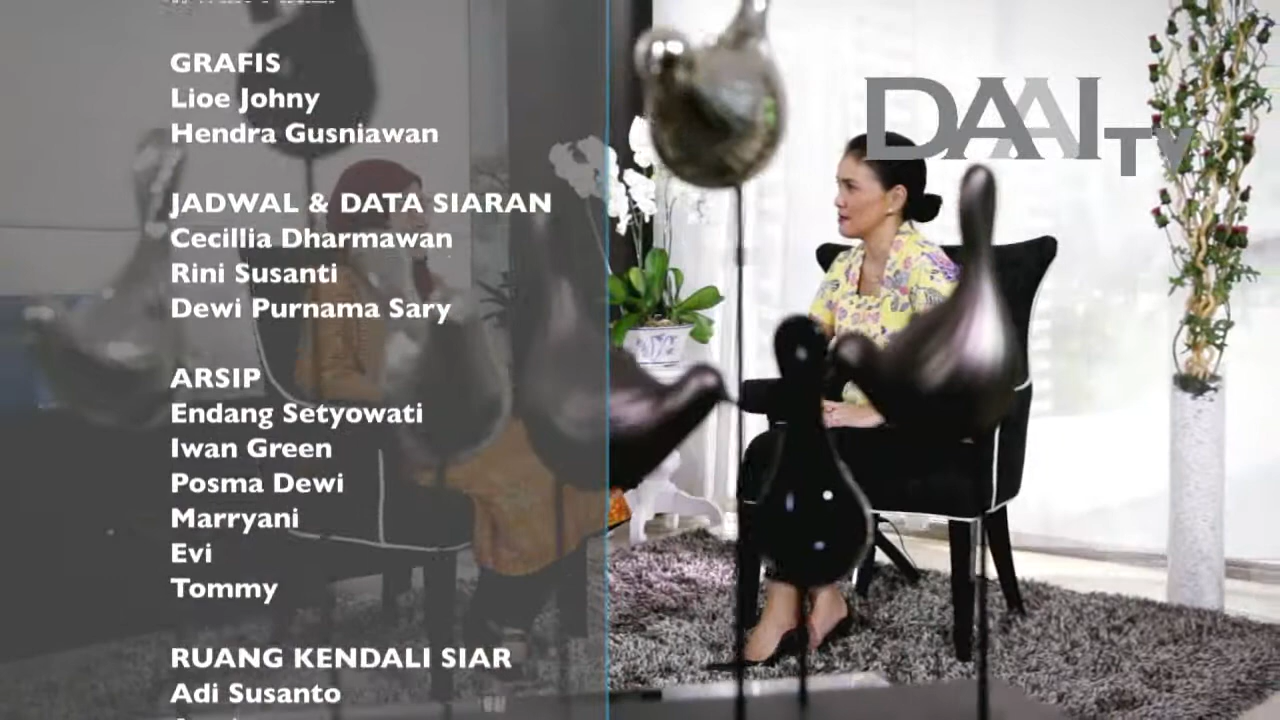 GRAFIS
Lioe Johny
Hendra Gusniawan
JADWAL & DATA SIARAN
Cecillia Dharmawan
Rini Susanti
Dewi Purnama Sary
ARSIP
Endang Setyowati
Iwan Green
Posma Dewi
Marryani
Evi
Tommy
RUANG KENDALI SIAR
Adi Susanto
DAAI TV